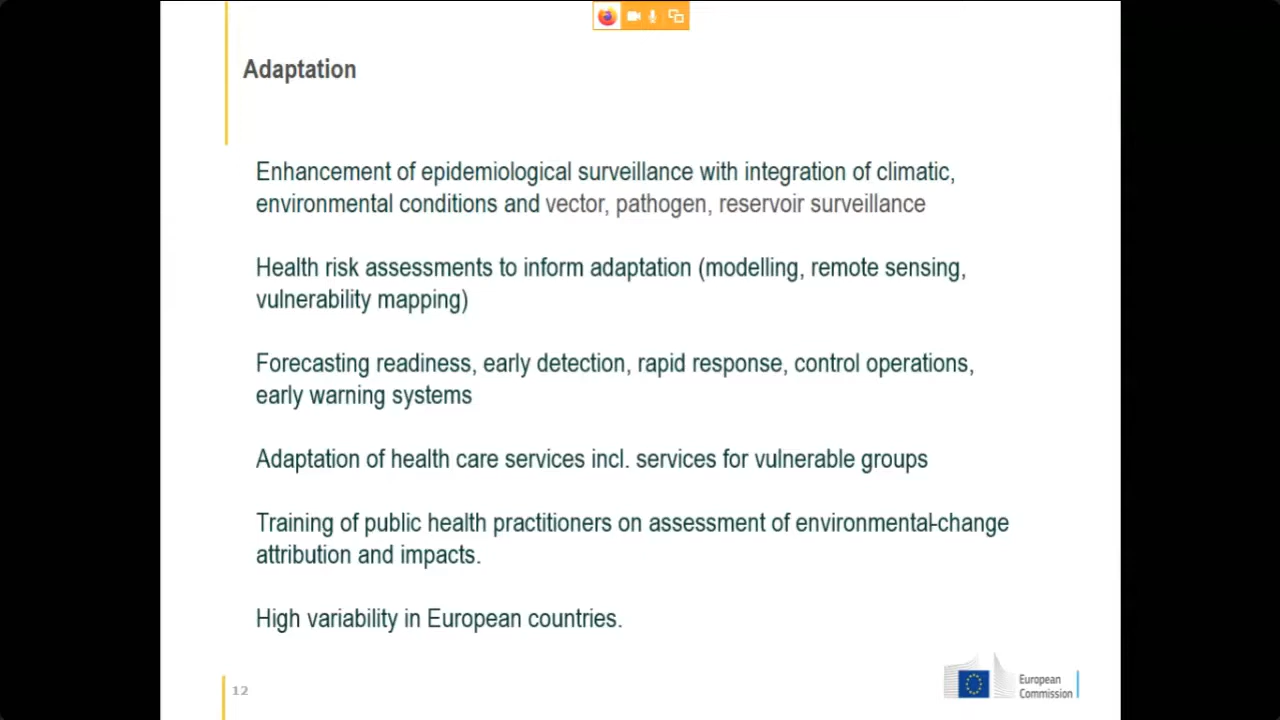 Adaptation
Enhancement of epidemiological surveillance with integration of climatic,
environmental conditions and vector, pathogen, reservoir surveillance
Health risk assessments to inform adaptation (modelling, remote sensing,
vulnerability mapping)
Forecasting readiness, early detection, rapid response, control operations,
early warning systems
Adaptation of health care services incl. services for vulnerable groups
Training of public health practitioners on assessment of environmental-change
attribution and impacts.
High variability in European countries.
12
European
Commission